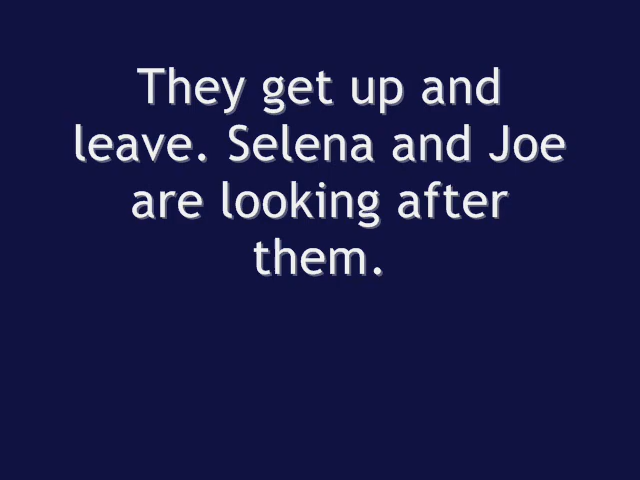 They get up and
leave. Selena and Joe
are looking after
them.